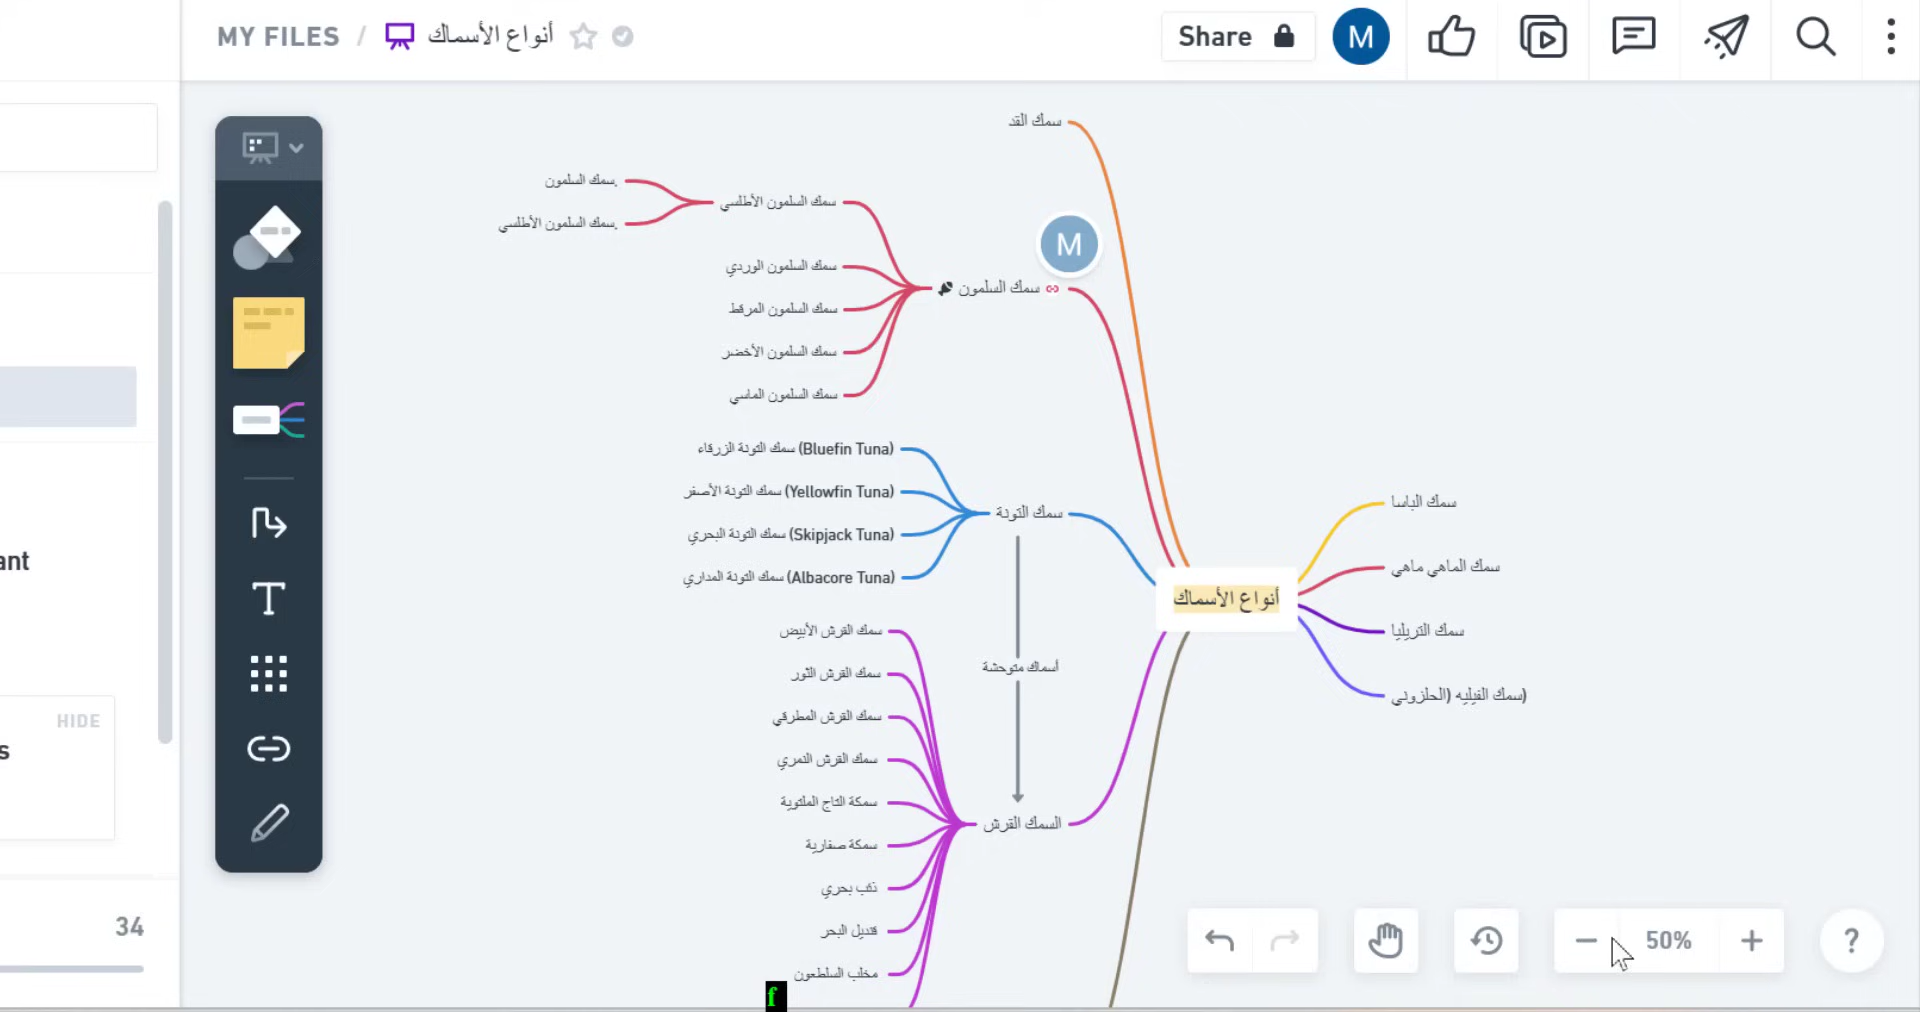 MY FILES / أنواع الأسماك
Share
M
سمك القد
سمك السلمون الأطلسي
.سمك السلمون
.سمك السلمون الأطلسي
M
سمك السلمون
سمك السلمون الوردي
سمك السلمون المرقط
سمك السلمون الأخضر
سمك السلمون الماسي
سمك التونة
سمك التونة الزرقاء (Bluefin Tuna)
سمك التونة الأصفر (Yellowfin Tuna)
سمك التونة البحري (Skipjack Tuna)
سمك التونة المداري (Albacore Tuna)
أسماك متوحشة
السمك القرش
سمك القرش الأبيض
سمك القرش الثور
سمك القرش المطرقي
سمك القرش النمري
سمكة التاج الملتوية
سمكة صفارية
ذئب بحري
قنديل البحر
مخلب السلطعون
أنواع الأسماك
سمك الباسا
سمك الماهي ماهي
سمك التريليا
(سمك الفيليه (الحلزوني
ant
HIDE
s
34
50%
?
f